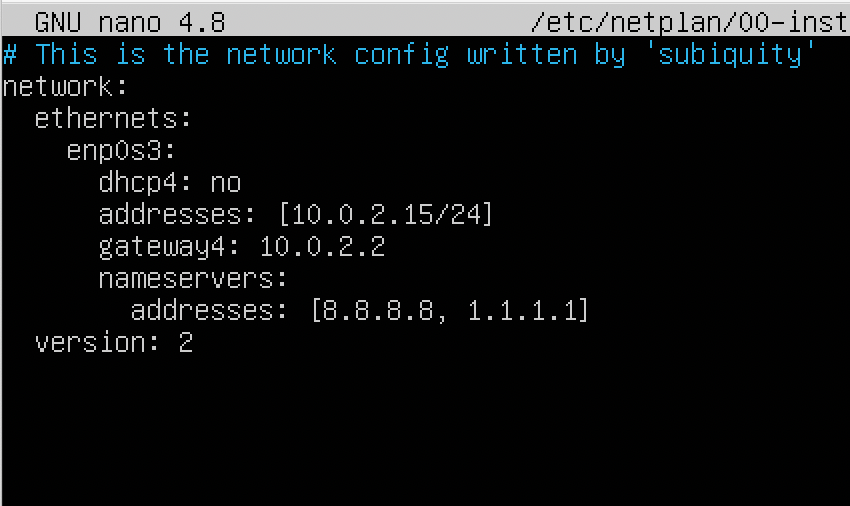 GNU nano 4.8 /etc/netplan/00-inst
# This is the network config written by 'subiquity'
network:
  ethernets:
    enp0s3:
      dhcp4: no
      addresses: [10.0.2.15/24]
      gateway4: 10.0.2.2
      nameservers:
        addresses: [8.8.8.8, 1.1.1.1]
  version: 2